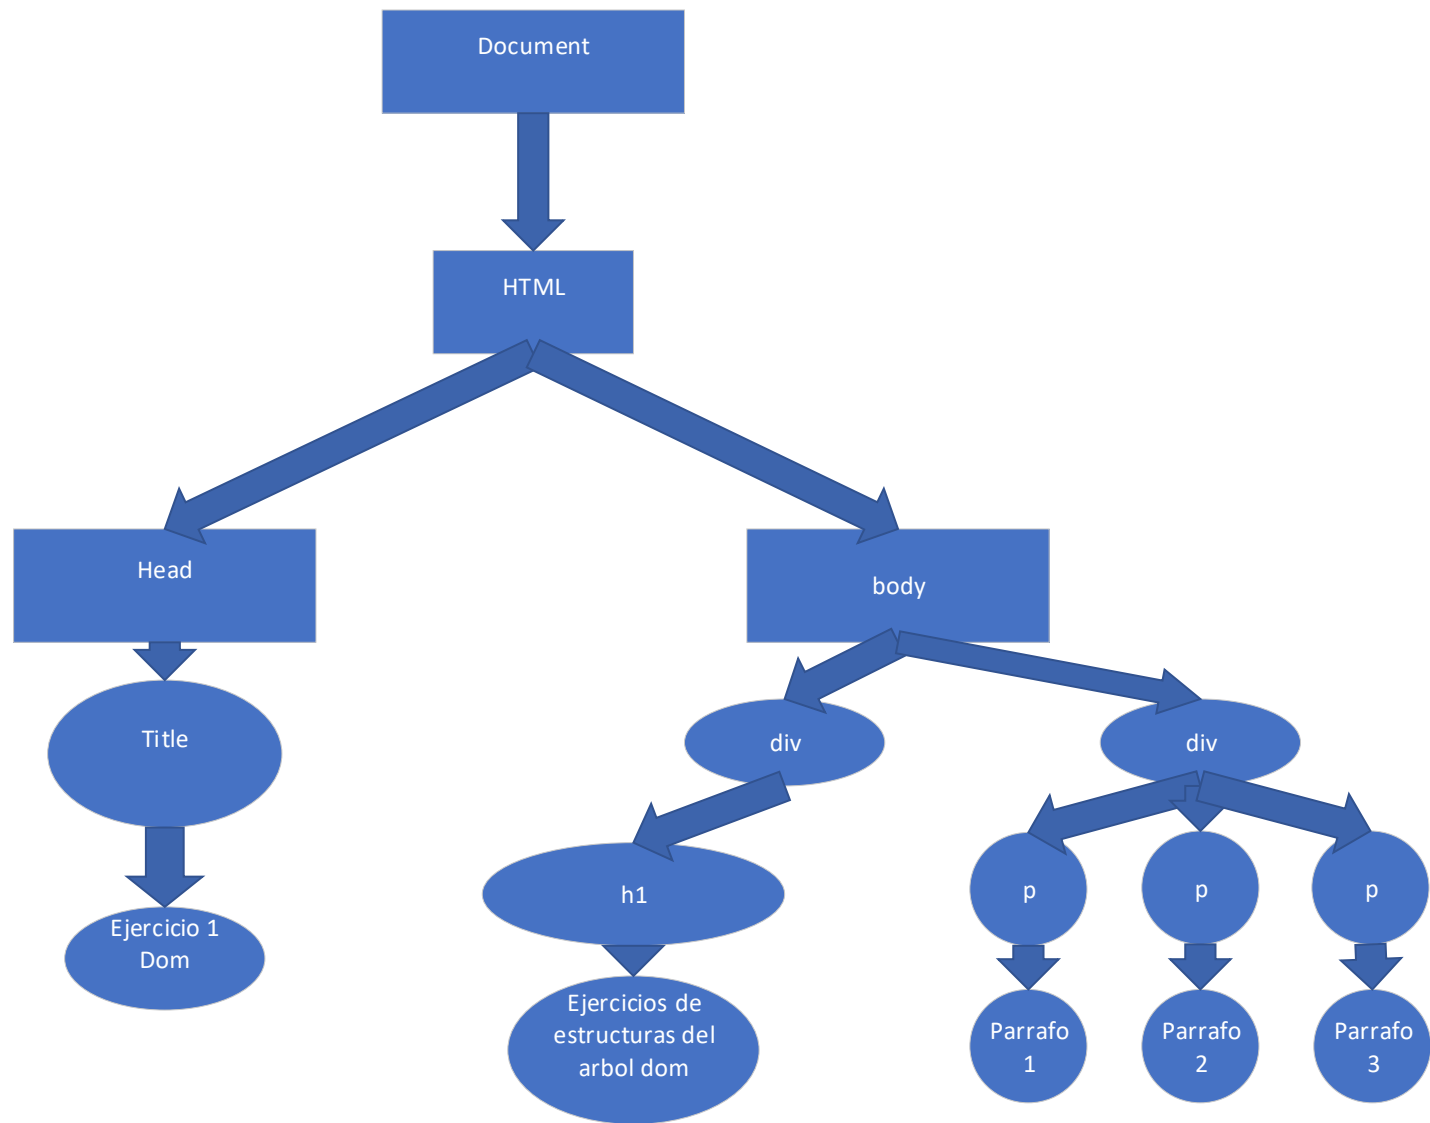 Document
HTML
Head
body
Title
div
div
h1
p
p
p
Ejercicio 1
Dom
Ejercicios de
estructuras del
arbol dom
Parrafo
1
Parrafo
2
Parrafo
3